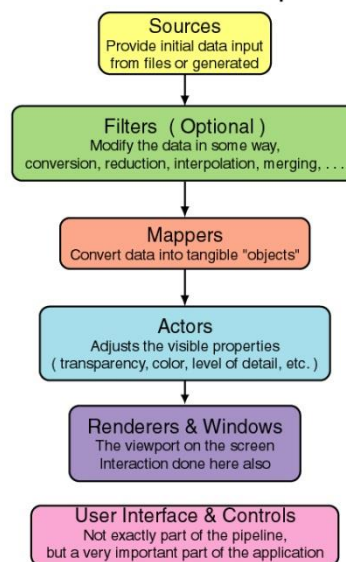 Sources
Provide initial data input
from files or generated
Filters ( Optional )
Modify the data in some way,
conversion, reduction, interpolation, merging, . . .
Mappers
Convert data into tangible "objects"
Actors
Adjusts the visible properties
( transparency, color, level of detail, etc. )
Renderers & Windows
The viewport on the screen
Interaction done here also
User Interface & Controls
Not exactly part of the pipeline,
but a very important part of the application